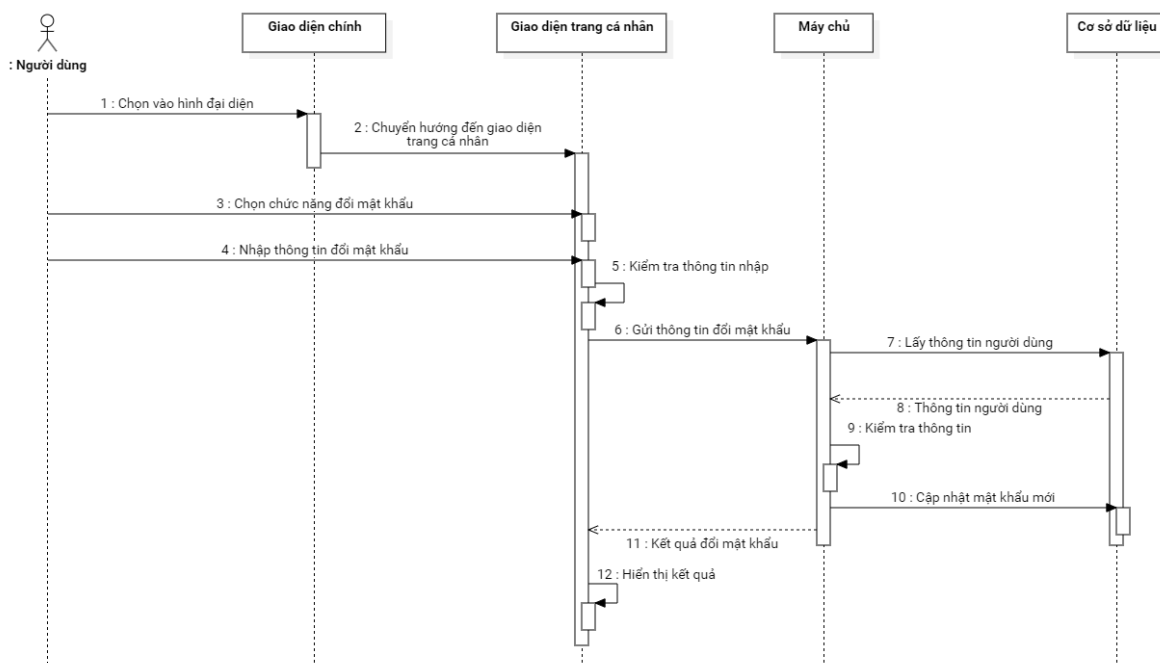 Giao diện chính
Giao diện trang cá nhân
Máy chủ
Cơ sở dữ liệu
: Người dùng
1 : Chọn vào hình đại diện
2 : Chuyển hướng đến giao diện
trang cá nhân
3 : Chọn chức năng đổi mật khẩu
4 : Nhập thông tin đổi mật khẩu
5 : Kiểm tra thông tin nhập
6 : Gửi thông tin đổi mật khẩu
7 : Lấy thông tin người dùng
8 : Thông tin người dùng
9 : Kiểm tra thông tin
10 : Cập nhật mật khẩu mới
11 : Kết quả đổi mật khẩu
12 : Hiển thị kết quả